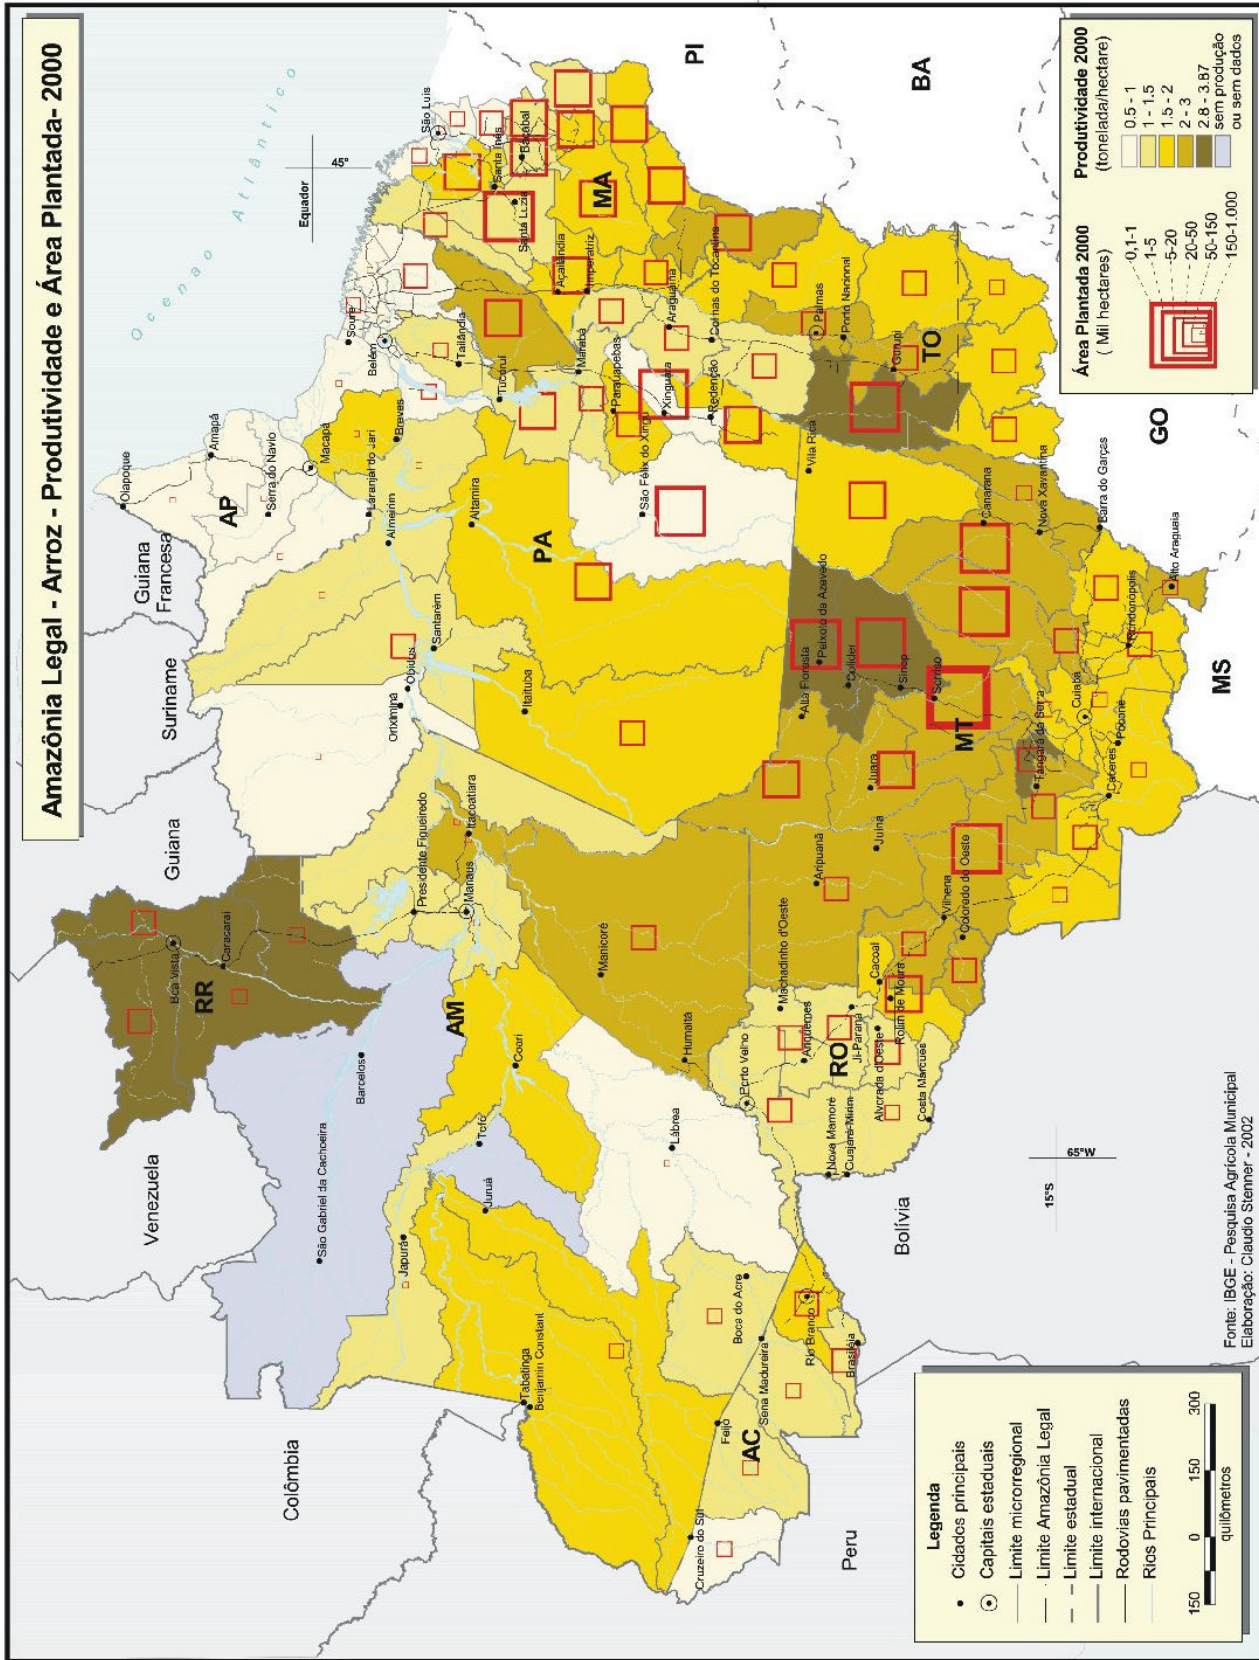 Amazônia Legal - Arroz - Produtividade e Área Plantada- 2000
Oceano Atlântico
Equador
45°
Venezuela
Guiana
Suriname
Guiana
Francesa
Colômbia
Peru
Bolívia
RR
AP
AM
PA
MA
PI
BA
TO
GO
MT
MS
RO
AC
Oiapoque
Amapá
Serra do Navio
Macapá
Laranjal do Jari
Almeirim
Breves
Soure
Belém
Tailândia
Tucuruí
São Luis
Santa Inês
Bacabal
Santa Luzia
Açailândia
Imperatriz
Marabá
Parauapebas
Xinguara
São Félix do Xingu
Redenção
Araguaína
Colinas do Tocantins
Palmas
Porto Nacional
Gurupi
Altamira
Santarém
Óbidos
Oriximiná
Itaituba
Boa Vista
Caracaraí
Presidente Figueiredo
Itacoatiara
Manaus
Manicoré
Humaitá
Barcelos
São Gabriel da Cachoeira
Coari
Japurá
Juruá
Lábrea
Tabatinga
Benjamin Constant
Boca do Acre
Sena Madureira
Feijó
Cruzeiro do Sul
Rio Branco
Brasiléia
Porto Velho
Nova Mamoré
Guajará-Mirim
Ariquemes
Machadinho d'Oeste
Ji-Paraná
Alvorada d'Oeste
Costa Marques
Cacoal
Rolim de Moura
Vilhena
Colorado do Oeste
Aripuanã
Juína
Juara
Alta Floresta
Peixoto da Azevedo
Colider
Sinop
Sorriso
Vila Rica
Canarana
Nova Xavantina
Barra do Garças
Tangará da Serra
Cuiabá
Cáceres
Poconé
Rondonópolis
Alto Araguaia
15°S
65°W
Área Plantada 2000
( Mil hectares)
0,1-1
1-5
5-20
20-50
50-150
150-1.000
Produtividade 2000
(tonelada/hectare)
0.5 - 1
1 - 1.5
1.5 - 2
2 - 3
2.8 - 3.87
sem produção
ou sem dados
Legenda
Cidados principais
Capitais estaduais
Limite microrregional
Limite Amazônia Legal
Limite estadual
Limite internacional
Rodovias pavimentadas
Rios Principais
150 0 150 300
quilômetros
Fonte: IBGE - Pesquisa Agrícola Municipal
Elaboração: Claudio Stenner - 2002